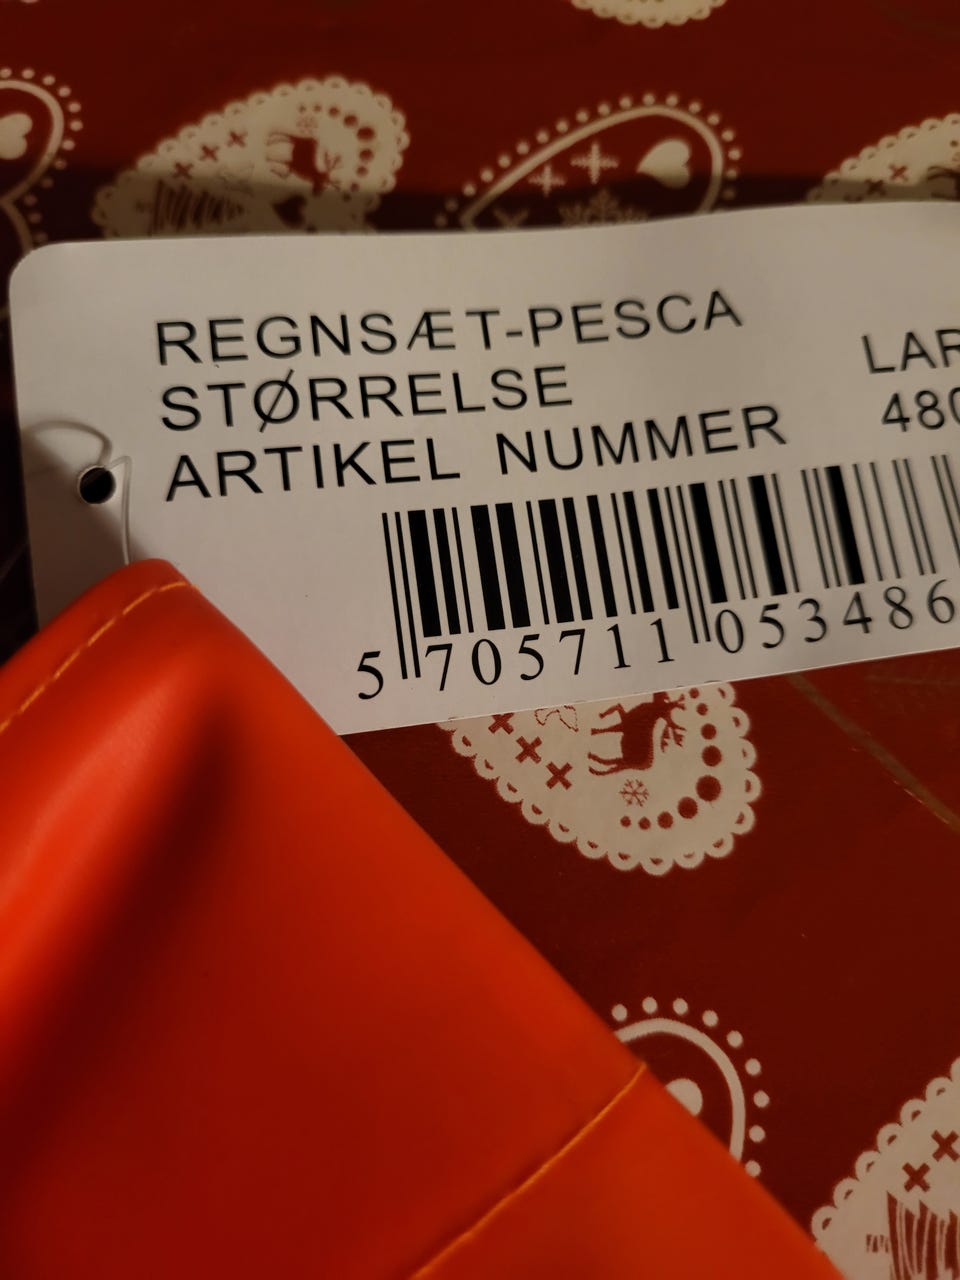 REGNSÆT-PESCA
STØRRELSE LAR
ARTIKEL NUMMER 480
5 705711 053486